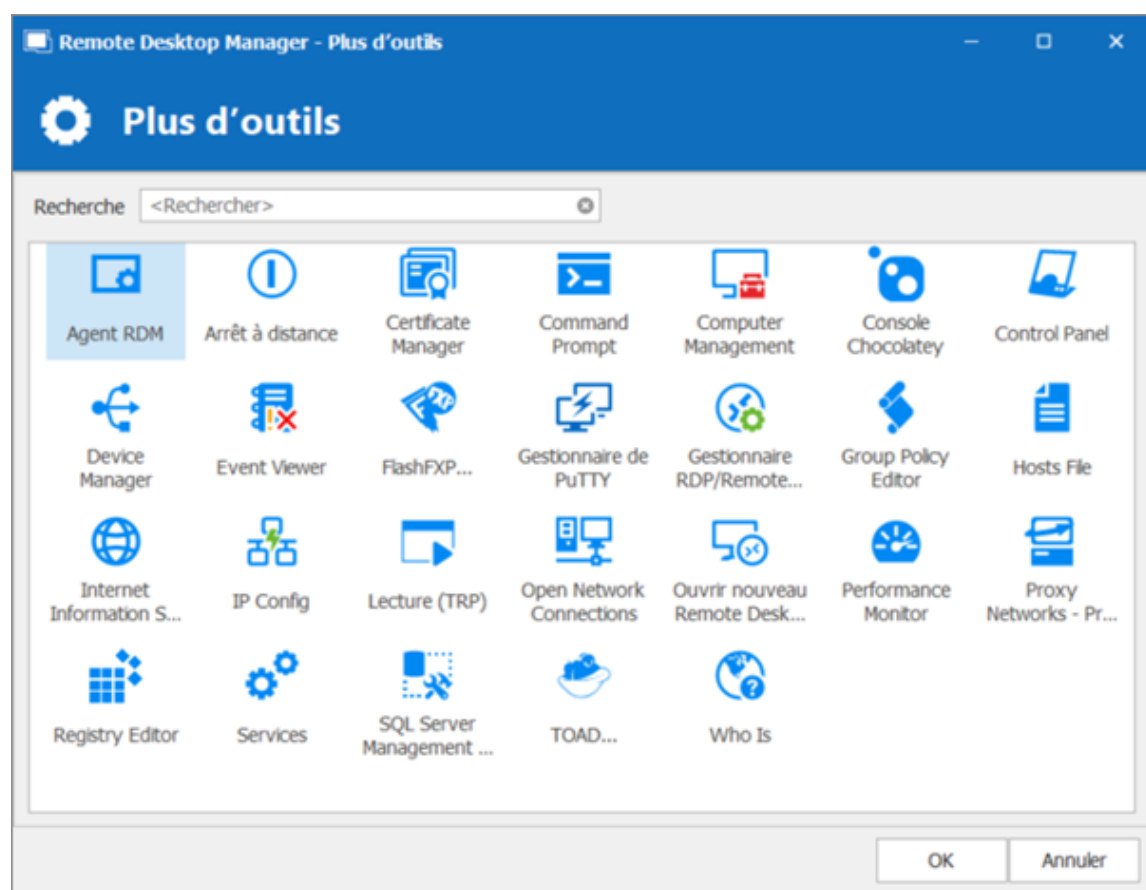 Remote Desktop Manager - Plus d'outils
Plus d'outils
Recherche <Rechercher>
Agent RDM
Arrêt à distance
Certificate
Manager
Command
Prompt
Computer
Management
Console
Chocolatey
Control Panel
Device
Manager
Event Viewer
FlashFXP...
Gestionnaire de
PuTTY
Gestionnaire
RDP/Remote...
Group Policy
Editor
Hosts File
Internet
Information S...
IP Config
Lecture (TRP)
Open Network
Connections
Ouvrir nouveau
Remote Desk...
Performance
Monitor
Proxy
Networks - Pr...
Registry Editor
Services
SQL Server
Management ...
TOAD...
Who Is
OK
Annuler